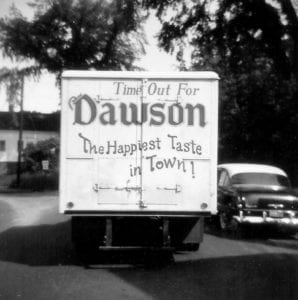 Time Out For
Dawson
The Happiest Taste
in Town!